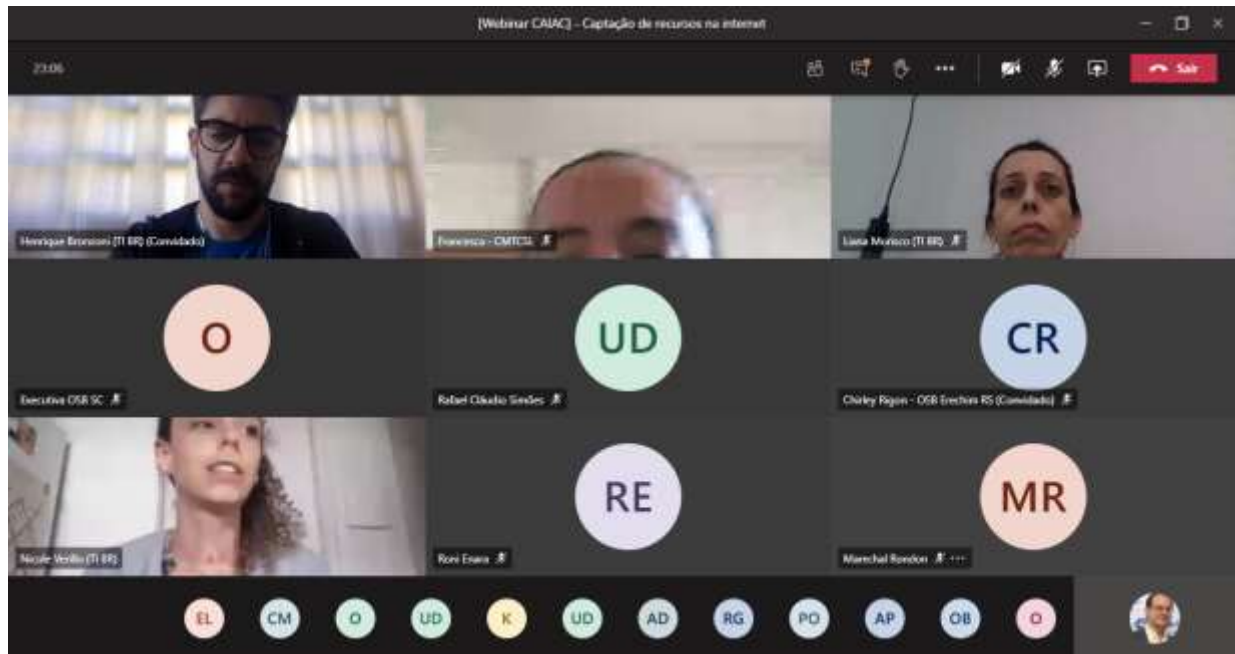 [Webinar CAIAC] - Captação de recursos na internet
23:06
Sair
Henrique (TI BR) (Convidado)
Francesca - CMTCSL
Liana Morisco (TI BR)
O
UD
CR
Executiva OSB SC
Rafael Cláudio Simões
Chirley Rigon - OSB Erechim RS (Convidado)
RE
MR
Nicole Verillo (TI BR)
Roni Enara
Marechal Rondon
EL CM O UD K UD AD RG PO AP OB O